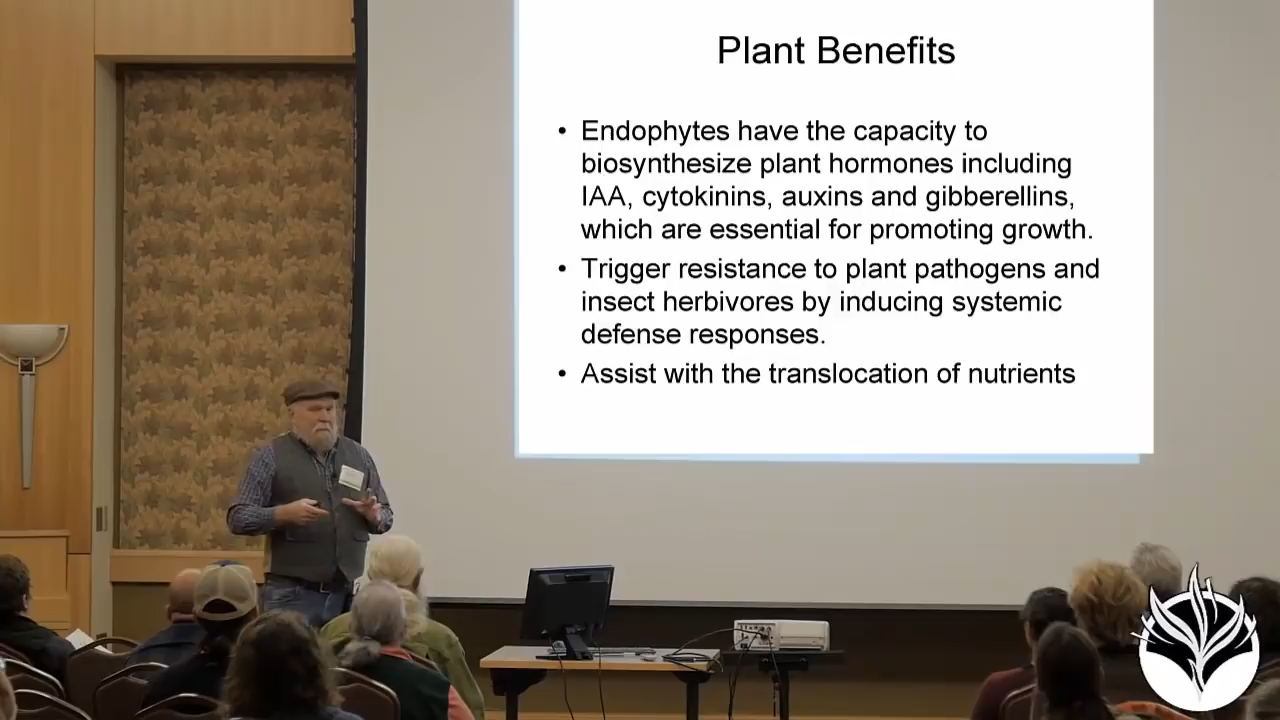 Plant Benefits
• Endophytes have the capacity to
biosynthesize plant hormones including
IAA, cytokinins, auxins and gibberellins,
which are essential for promoting growth.
• Trigger resistance to plant pathogens and
insect herbivores by inducing systemic
defense responses.
• Assist with the translocation of nutrients